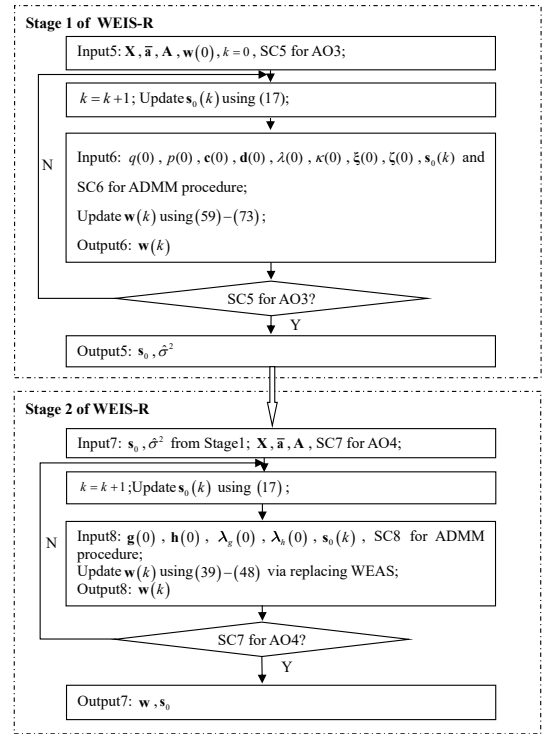 Stage 1 of WEIS-R
Input5: X , a̅ , A , w(0) , k = 0 , SC5 for AO3;
k = k+1; Update s₀(k) using (17);
N
Input6: q(0) , p(0) , c(0) , d(0) , λ(0) , κ(0) , ξ(0) , ζ(0) , s₀(k) and
SC6 for ADMM procedure;
Update w(k) using (59)−(73) ;
Output6: w(k)
SC5 for AO3?
Y
Output5: s₀ , σ̂²
Stage 2 of WEIS-R
Input7: s₀ , σ̂² from Stage1; X , a̅ , A , SC7 for AO4;
k = k+1 ;Update s₀(k) using (17) ;
N
Input8: g(0) , h(0) , λ_g(0) , λ_h(0) , s₀(k) , SC8 for ADMM
procedure;
Update w(k) using (39)−(48) via replacing WEAS;
Output8: w(k)
SC7 for AO4?
Y
Output7: w , s₀